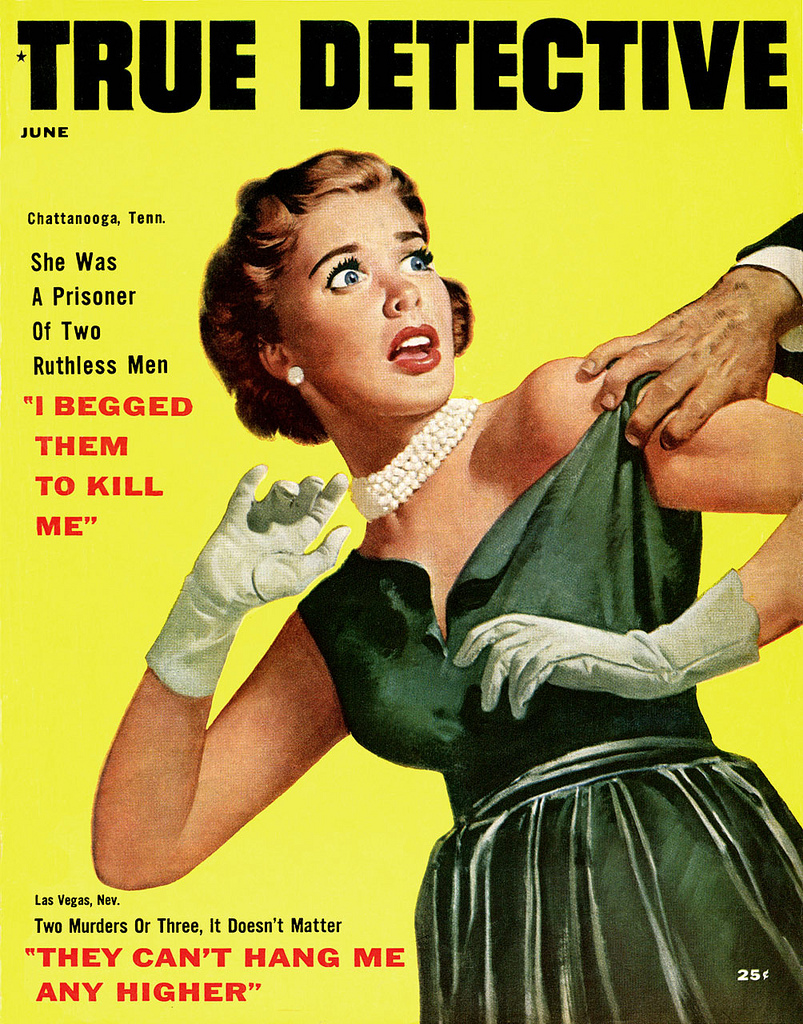 ★TRUE DETECTIVE
JUNE
Chattanooga, Tenn.
She Was
A Prisoner
Of Two
Ruthless Men
"I BEGGED
THEM
TO KILL
ME"
Las Vegas, Nev.
Two Murders Or Three, It Doesn't Matter
"THEY CAN'T HANG ME
ANY HIGHER"
25¢